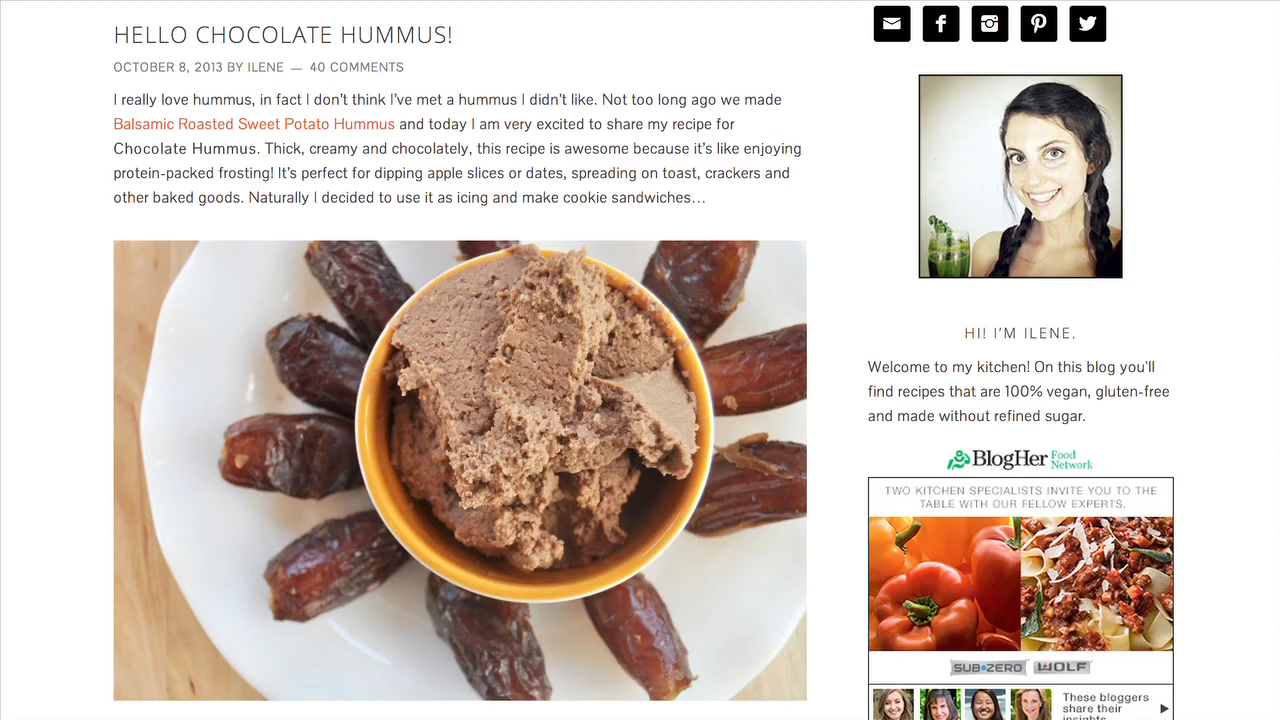 HELLO CHOCOLATE HUMMUS!
OCTOBER 8, 2013 BY ILENE — 40 COMMENTS
I really love hummus, in fact I don't think I've met a hummus I didn't like. Not too long ago we made
Balsamic Roasted Sweet Potato Hummus and today I am very excited to share my recipe for
Chocolate Hummus. Thick, creamy and chocolately, this recipe is awesome because it's like enjoying
protein-packed frosting! It's perfect for dipping apple slices or dates, spreading on toast, crackers and
other baked goods. Naturally I decided to use it as icing and make cookie sandwiches...
HI! I'M ILENE.
Welcome to my kitchen! On this blog you'll
find recipes that are 100% vegan, gluten-free
and made without refined sugar.
BlogHer Food
Network
TWO KITCHEN SPECIALISTS INVITE YOU TO THE
TABLE WITH OUR FELLOW EXPERTS.
SUB-ZERO WOLF
These bloggers
share their
insights